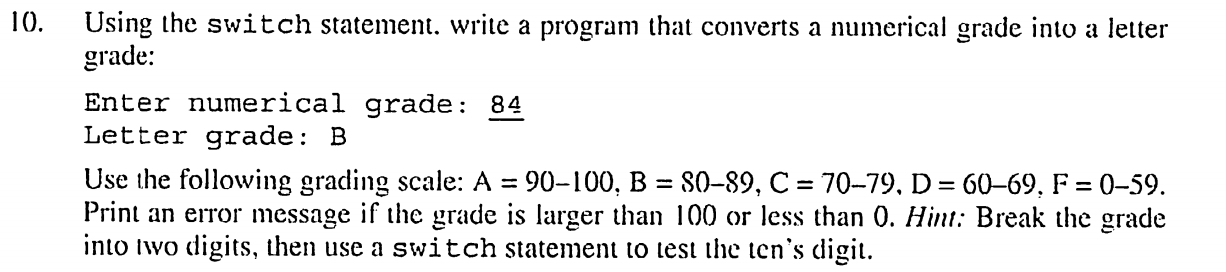 10. Using the switch statement. write a program that converts a numerical grade into a letter
grade:
Enter numerical grade: 84
Letter grade: B
Use the following grading scale: A = 90–100, B = 80–89, C = 70–79, D = 60–69, F = 0–59.
Print an error message if the grade is larger than 100 or less than 0. Hint: Break the grade
into two digits, then use a switch statement to test the ten's digit.